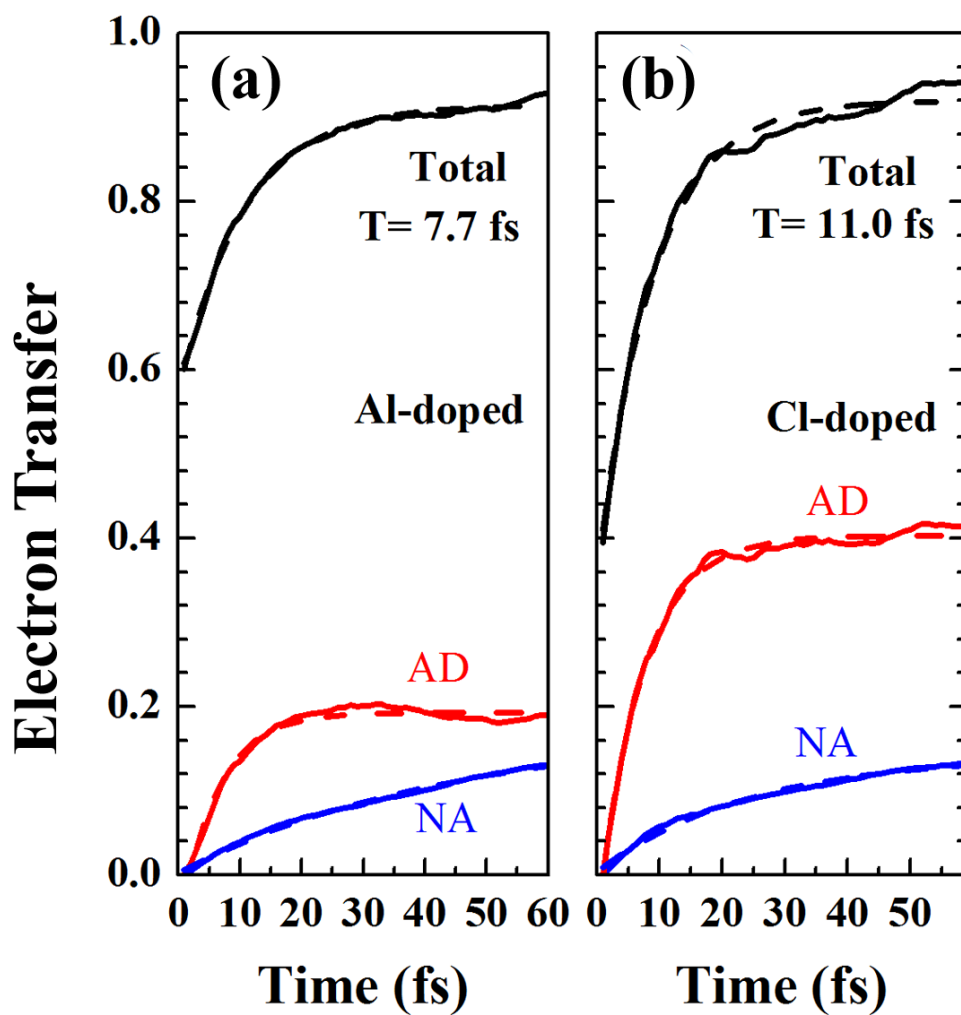 Electron Transfer
1.0
0.8
0.6
0.4
0.2
0.0
(a)
Total
T= 7.7 fs
Al-doped
AD
NA
0 10 20 30 40 50 60
Time (fs)
(b)
Total
T= 11.0 fs
Cl-doped
AD
NA
0 10 20 30 40 50
Time (fs)